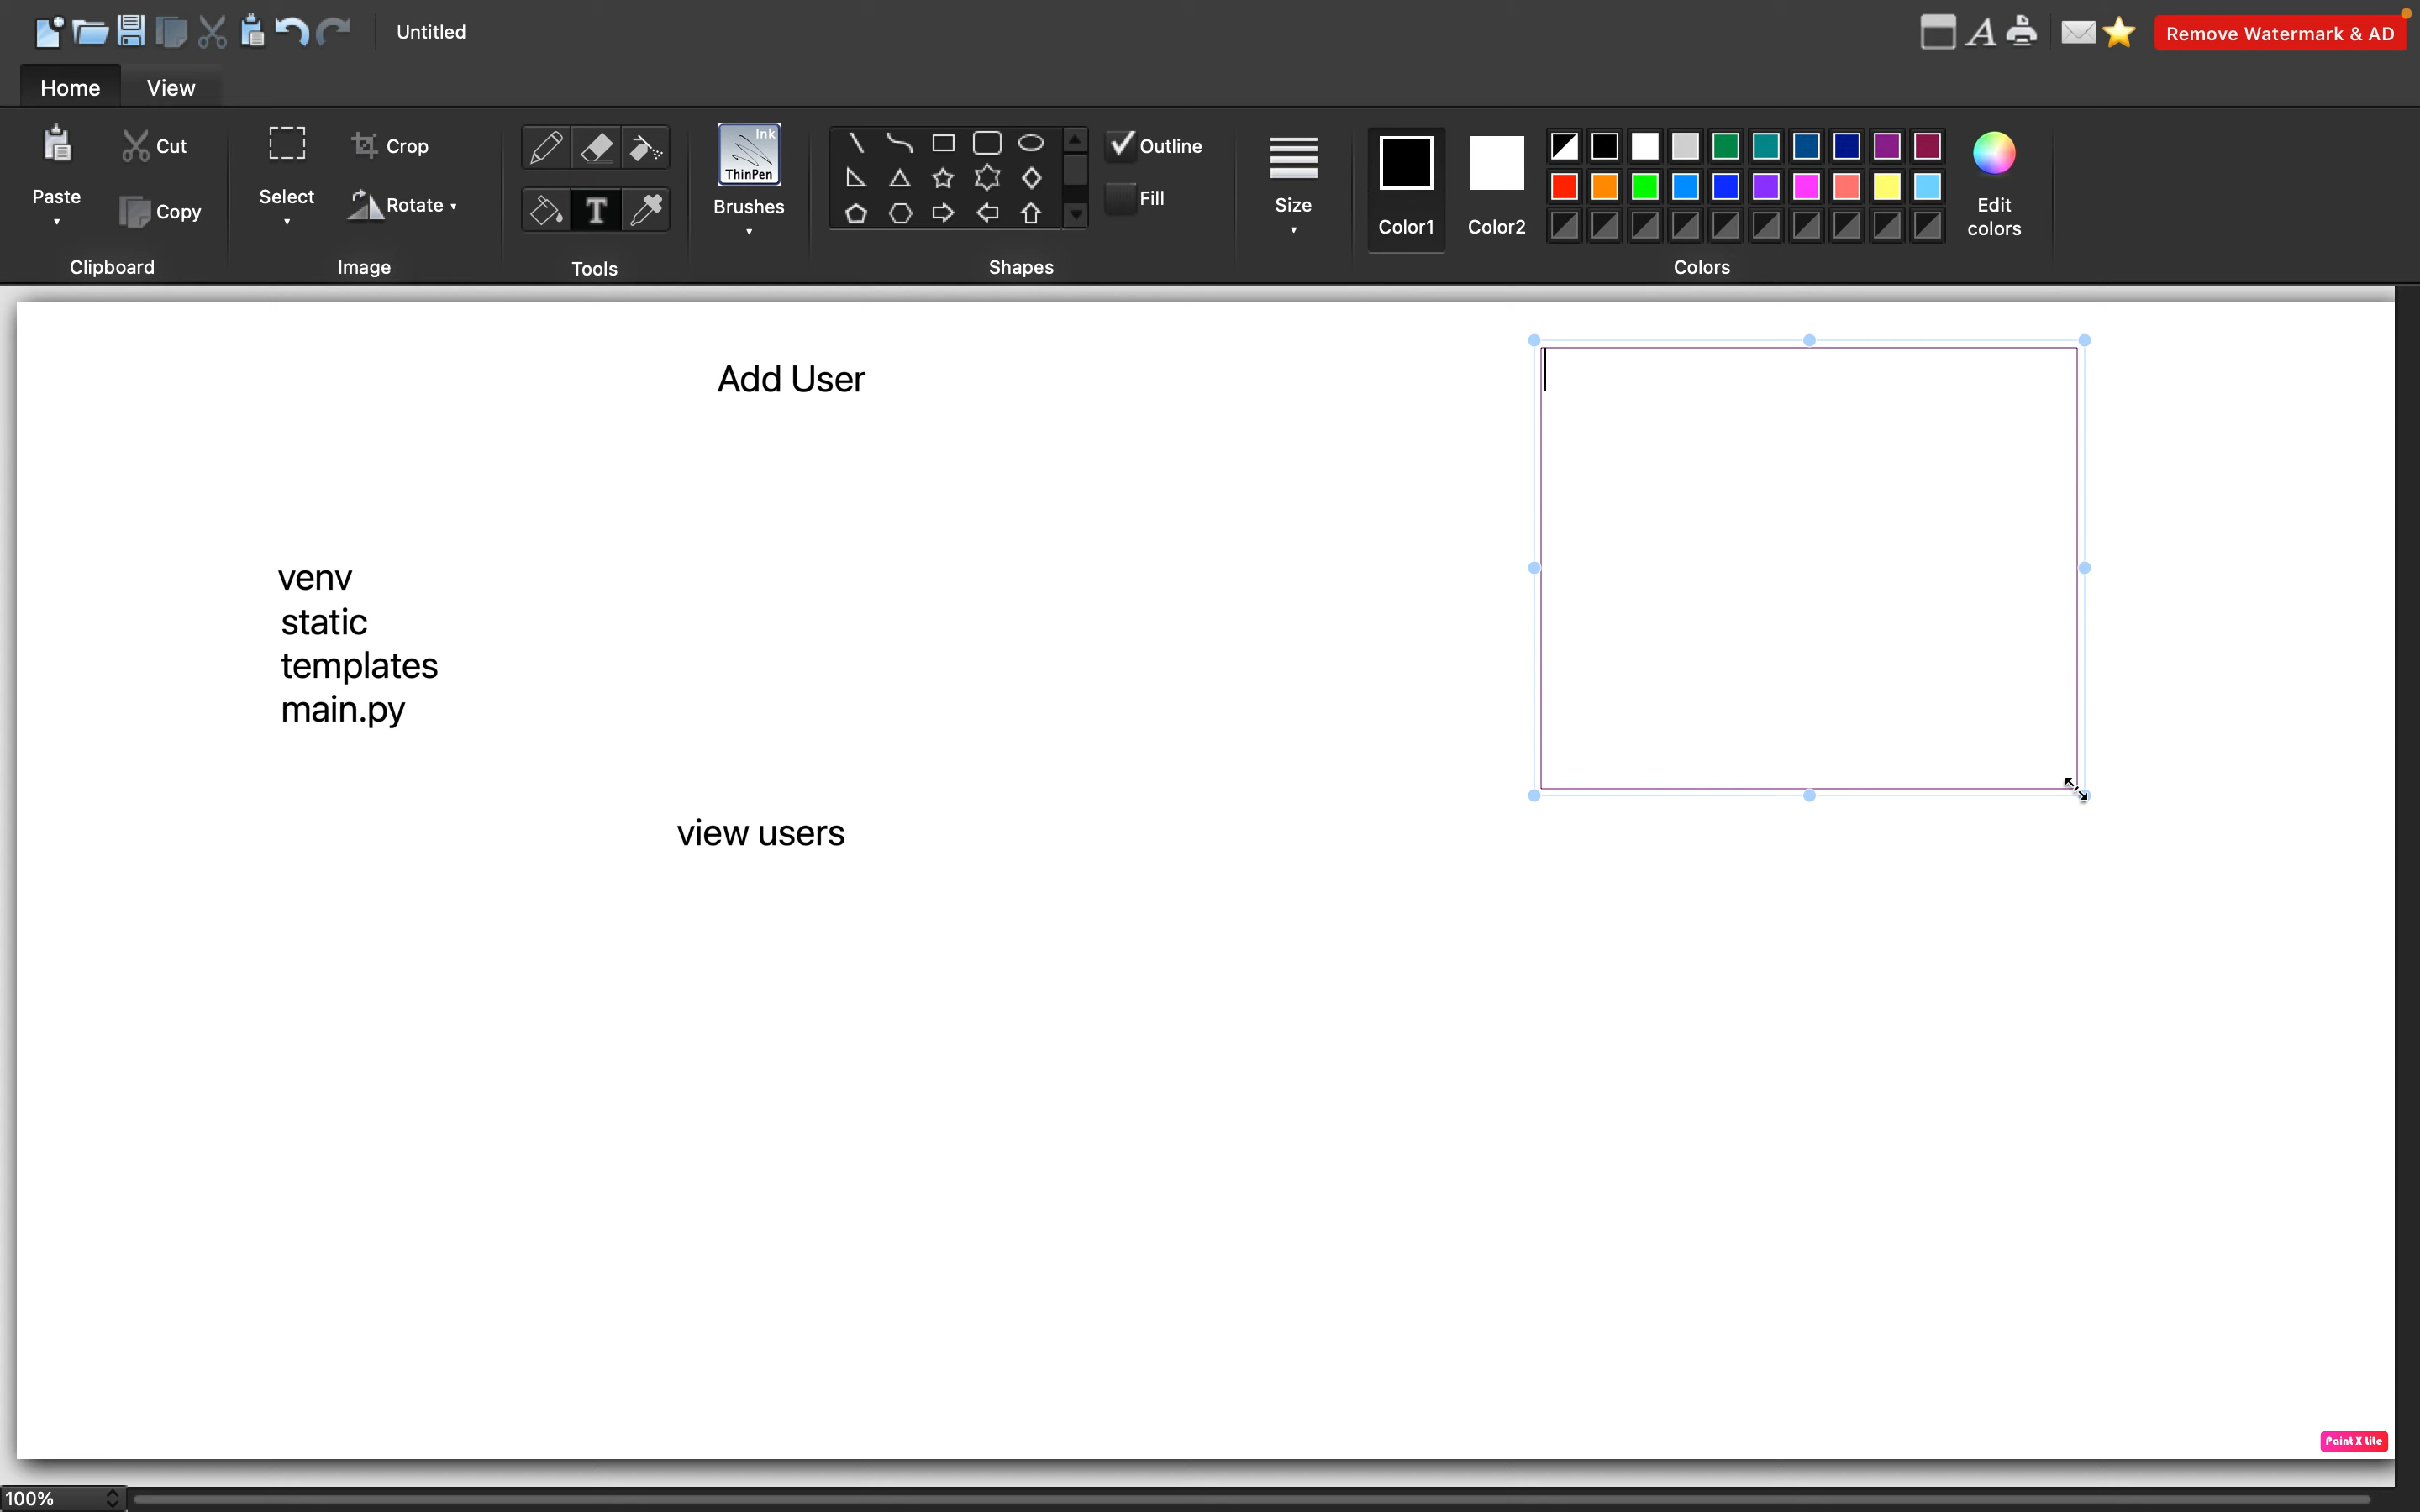 Untitled
Remove Watermark & AD
Home
View
Paste
Cut
Copy
Clipboard
Select
Crop
Rotate
Image
T
Tools
Ink
ThinPen
Brushes
Outline
Fill
Shapes
Size
Color1
Color2
Edit
colors
Colors
Add User
venv
static
templates
main.py
view users
Paint X Lite
100%